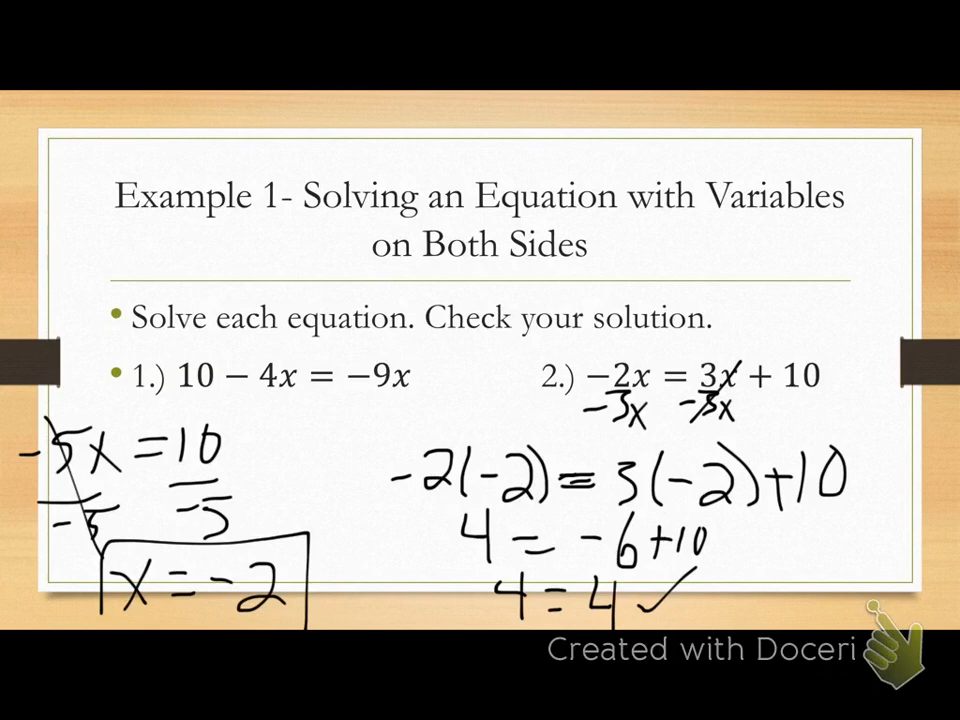 Example 1- Solving an Equation with Variables
on Both Sides
• Solve each equation. Check your solution.
• 1.) 10 − 4x = −9x 2.) −2x = 3x + 10
-3x -3x
-5x = 10
-5 -5
x = -2
-2(-2) = 3(-2)+10
4 = -6+10
4 = 4 ✓
Created with Doceri